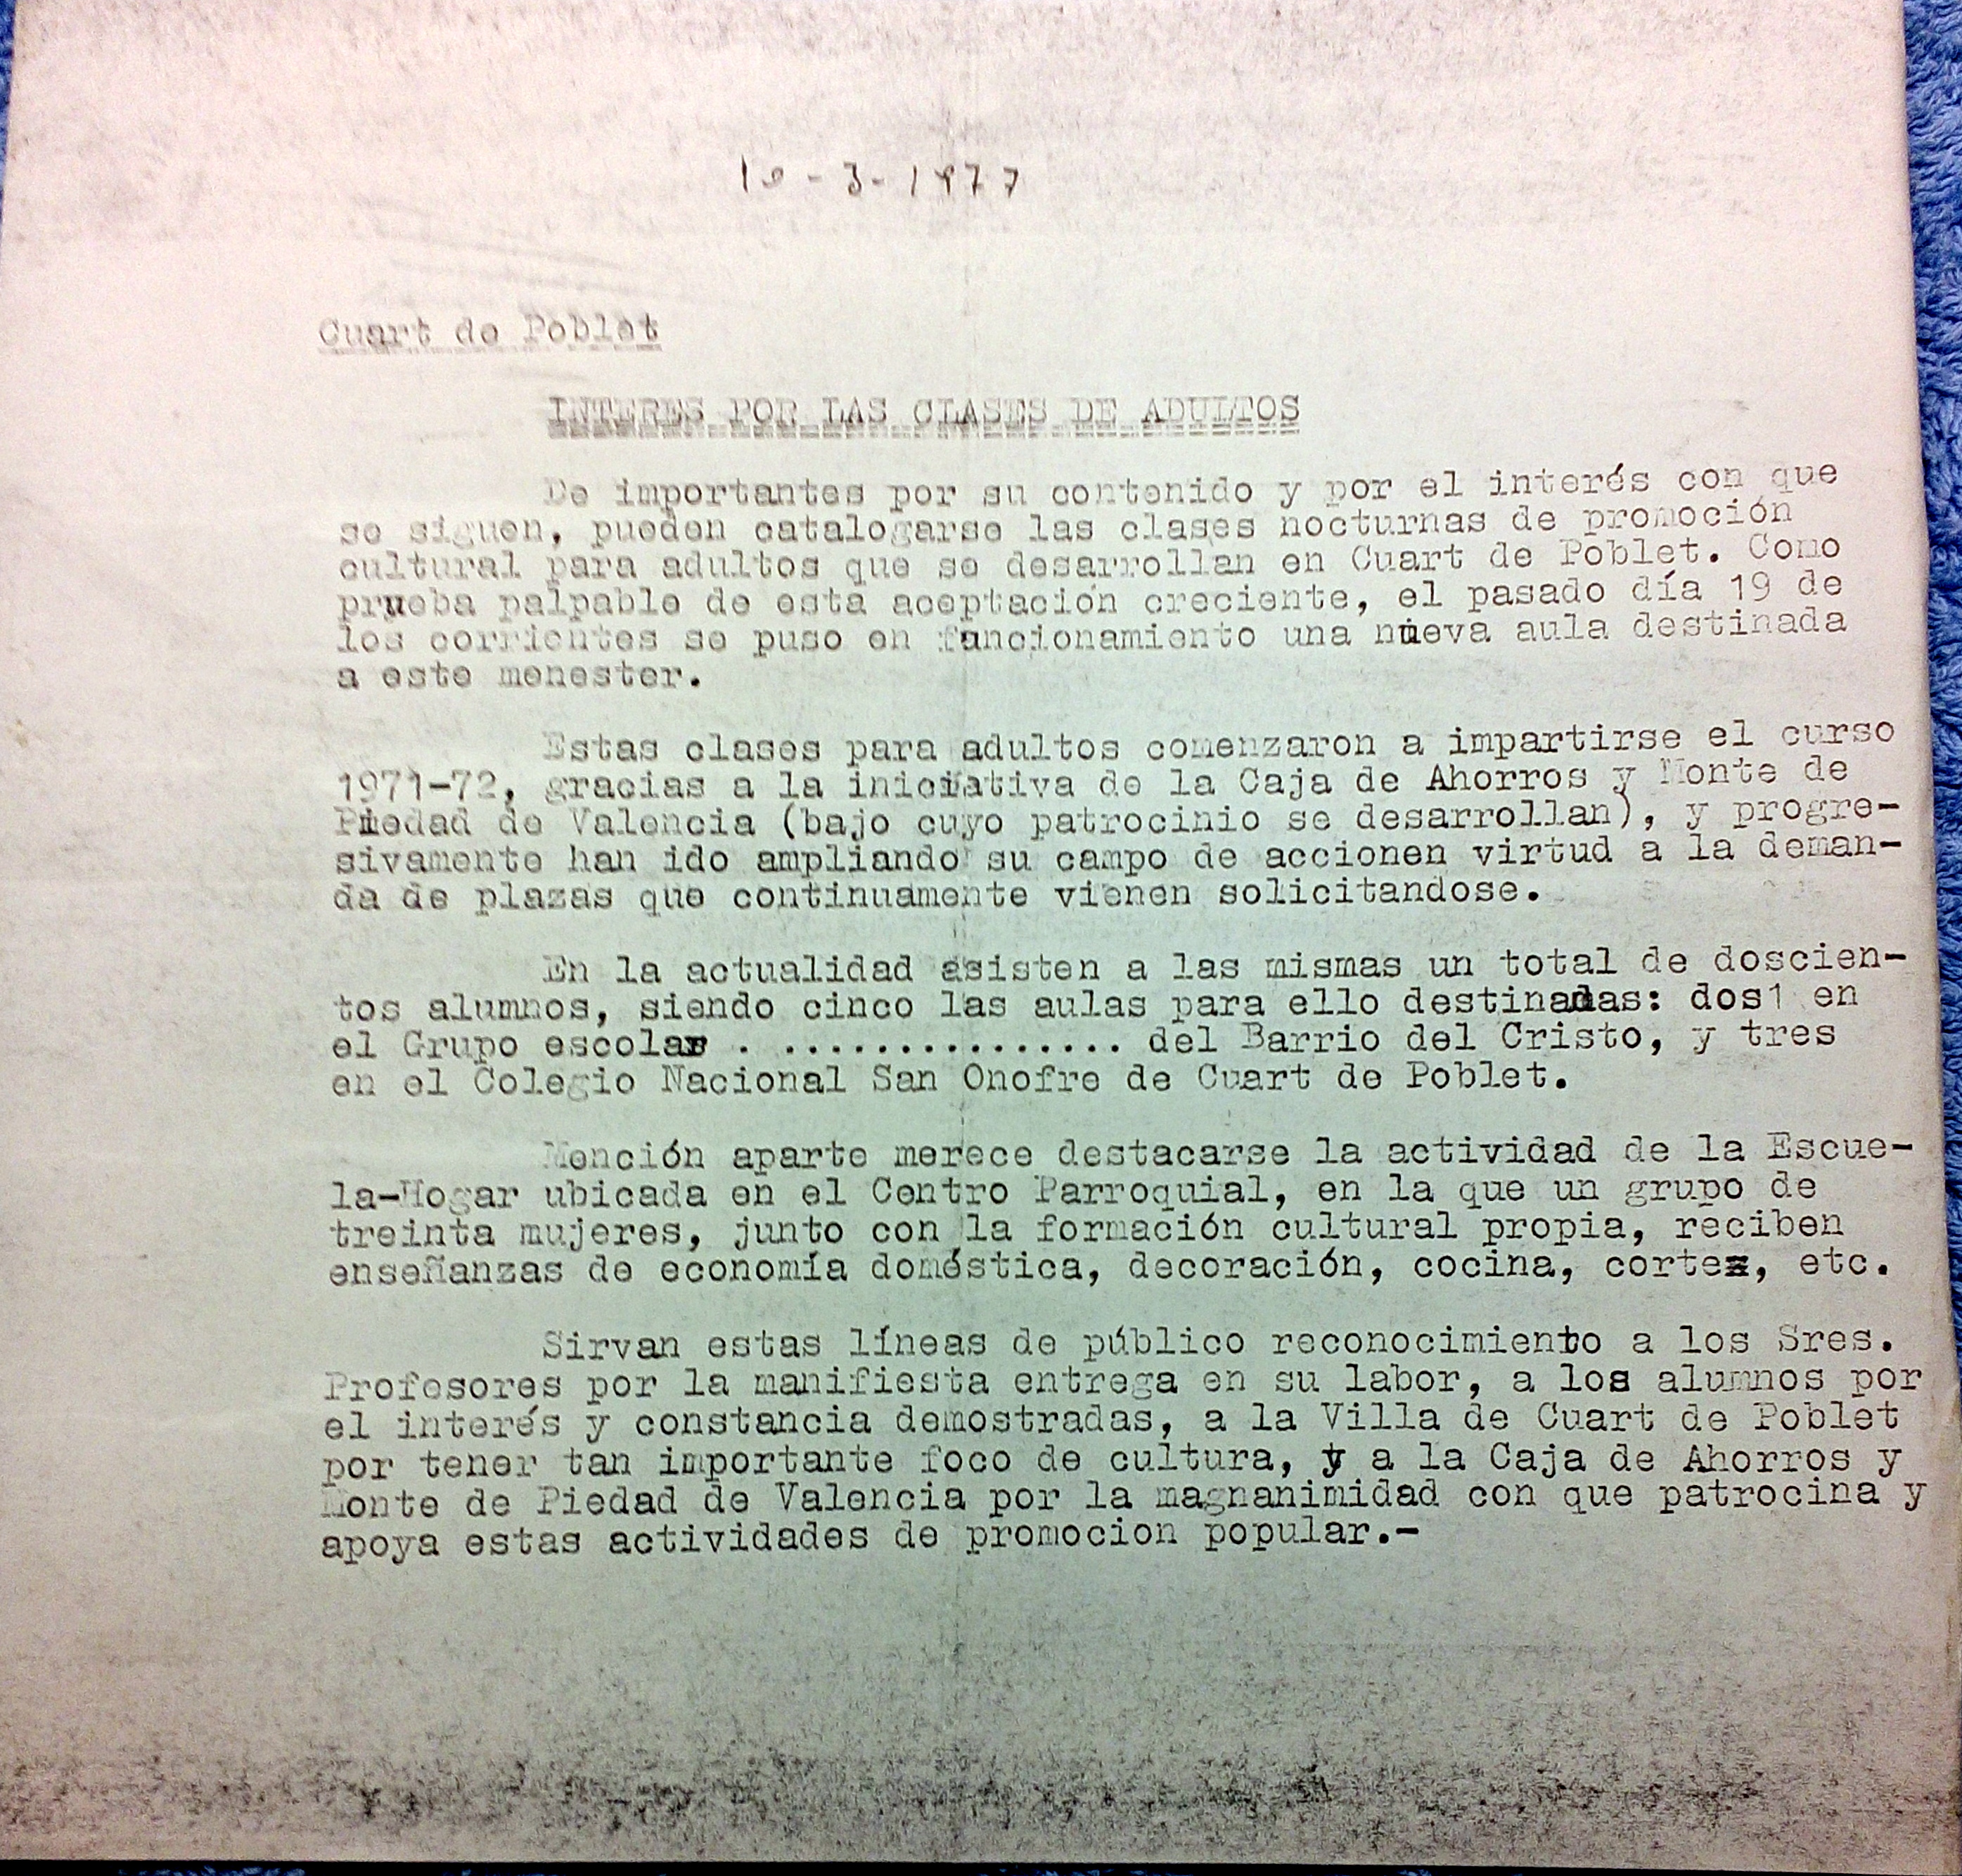 10-3-1977
Cuart de Poblet
INTERES POR LAS CLASES DE ADULTOS
De importantes por su contenido y por el interés con que
se siguen, pueden catalogarse las clases nocturnas de promoción
cultural para adultos que se desarrollan en Cuart de Poblet. Como
prueba palpable de esta aceptación creciente, el pasado día 19 de
los corrientes se puso en funcionamiento una nueva aula destinada
a este menester.
Estas clases para adultos comenzaron a impartirse el curso
1971-72, gracias a la iniciativa de la Caja de Ahorros y Monte de
Piedad de Valencia (bajo cuyo patrocinio se desarrollan), y progre-
sivamente han ido ampliando su campo de accionen virtud a la deman-
da de plazas que continuamente vienen solicitandose.
En la actualidad asisten a las mismas un total de doscien-
tos alumnos, siendo cinco las aulas para ello destinadas: dos1 en
el Grupo escolar . ............... del Barrio del Cristo, y tres
en el Colegio Nacional San Onofre de Cuart de Poblet.
Mención aparte merece destacarse la actividad de la Escue-
la-Hogar ubicada en el Centro Parroquial, en la que un grupo de
treinta mujeres, junto con la formación cultural propia, reciben
enseñanzas de economía doméstica, decoración, cocina, corte, etc.
Sirvan estas líneas de público reconocimiento a los Sres.
Profesores por la manifiesta entrega en su labor, a los alumnos por
el interés y constancia demostradas, a la Villa de Cuart de Poblet
por tener tan importante foco de cultura, y a la Caja de Ahorros y
Monte de Piedad de Valencia por la magnanimidad con que patrocina y
apoya estas actividades de promocion popular.-